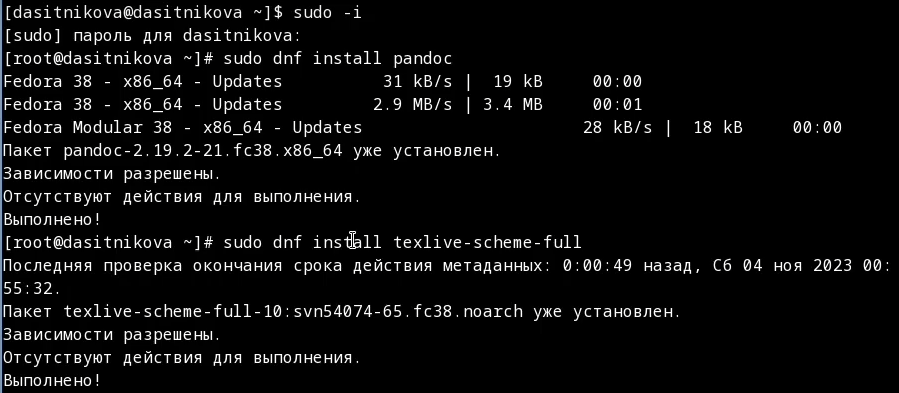 [dasitnikova@dasitnikova ~]$ sudo -i
[sudo] пароль для dasitnikova:
[root@dasitnikova ~]# sudo dnf install pandoc
Fedora 38 - x86_64 - Updates          31 kB/s |  19 kB     00:00
Fedora 38 - x86_64 - Updates         2.9 MB/s | 3.4 MB     00:01
Fedora Modular 38 - x86_64 - Updates                      28 kB/s |  18 kB     00:00
Пакет pandoc-2.19.2-21.fc38.x86_64 уже установлен.
Зависимости разрешены.
Отсутствуют действия для выполнения.
Выполнено!
[root@dasitnikova ~]# sudo dnf install texlive-scheme-full
Последняя проверка окончания срока действия метаданных: 0:00:49 назад, Сб 04 ноя 2023 00:
55:32.
Пакет texlive-scheme-full-10:svn54074-65.fc38.noarch уже установлен.
Зависимости разрешены.
Отсутствуют действия для выполнения.
Выполнено!